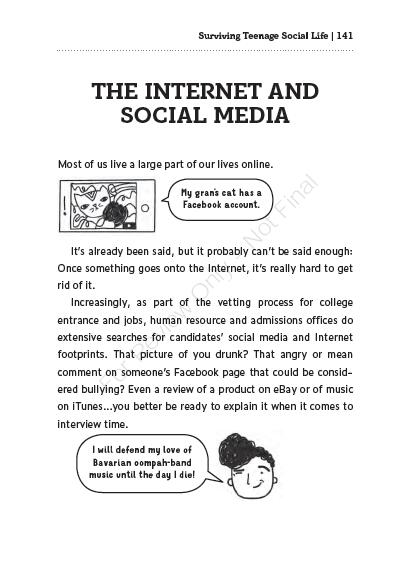 Surviving Teenage Social Life | 141
THE INTERNET AND
SOCIAL MEDIA
Most of us live a large part of our lives online.
My gran's cat has a
Facebook account.
It's already been said, but it probably can't be said enough:
Once something goes onto the Internet, it's really hard to get
rid of it.
Increasingly, as part of the vetting process for college
entrance and jobs, human resource and admissions offices do
extensive searches for candidates' social media and Internet
footprints. That picture of you drunk? That angry or mean
comment on someone's Facebook page that could be consid-
ered bullying? Even a review of a product on eBay or of music
on iTunes...you better be ready to explain it when it comes to
interview time.
I will defend my love of
Bavarian oompah-band
music until the day I die!
For Review Only – Not Final